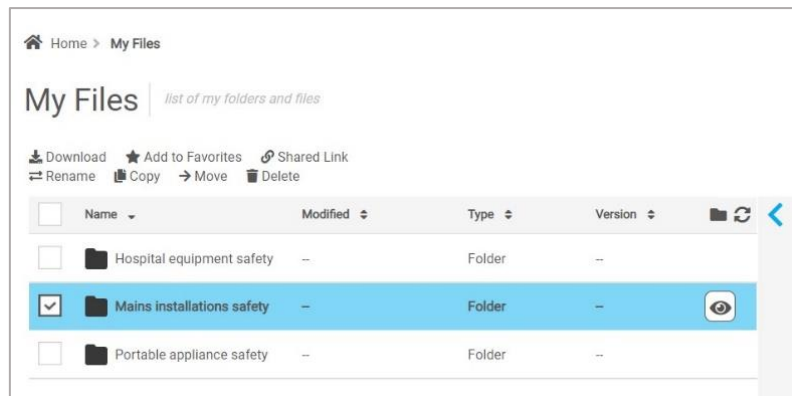 Home > My Files
My Files list of my folders and files
Download Add to Favorites Shared Link
Rename Copy Move Delete
Name Modified Type Version
Hospital equipment safety -- Folder --
Mains installations safety -- Folder --
Portable appliance safety -- Folder --